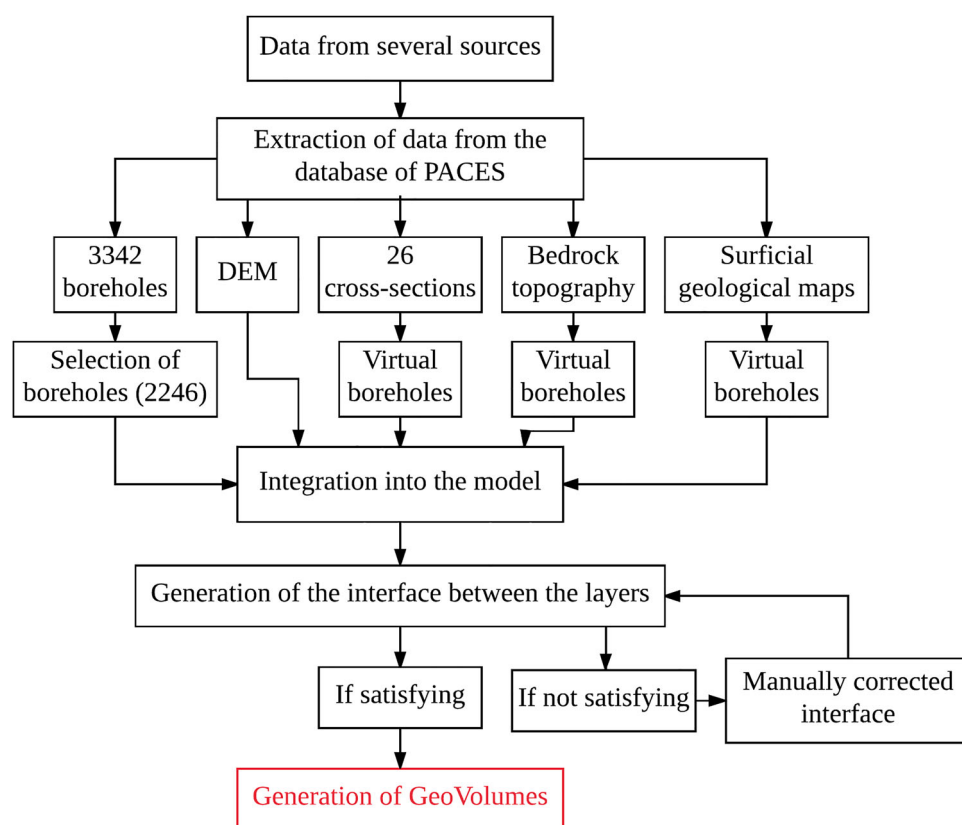 Data from several sources
Extraction of data from the
database of PACES
3342
boreholes
DEM
26
cross-sections
Bedrock
topography
Surficial
geological maps
Selection of
boreholes (2246)
Virtual
boreholes
Virtual
boreholes
Virtual
boreholes
Integration into the model
Generation of the interface between the layers
If satisfying
If not satisfying
Manually corrected
interface
Generation of GeoVolumes